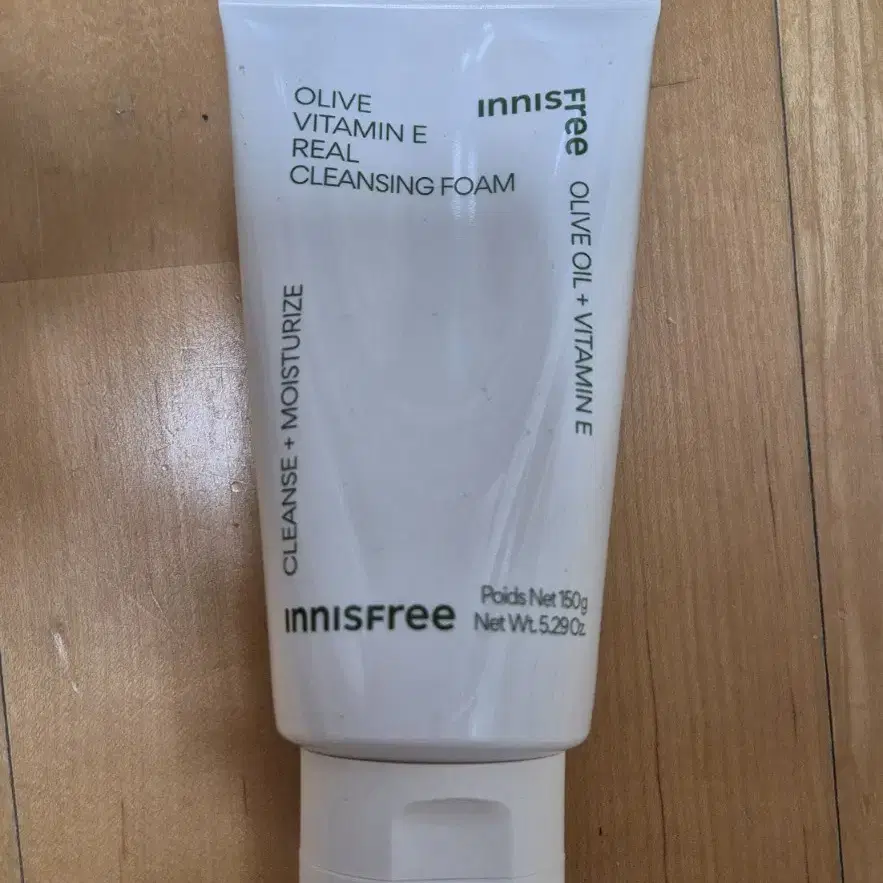 OLIVE
VITAMIN E
REAL
CLEANSING FOAM
INNISFree
OLIVE OIL + VITAMIN E
CLEANSE + MOISTURIZE
INNISFree
Poids Net 150g
Net Wt. 5.29 Oz.